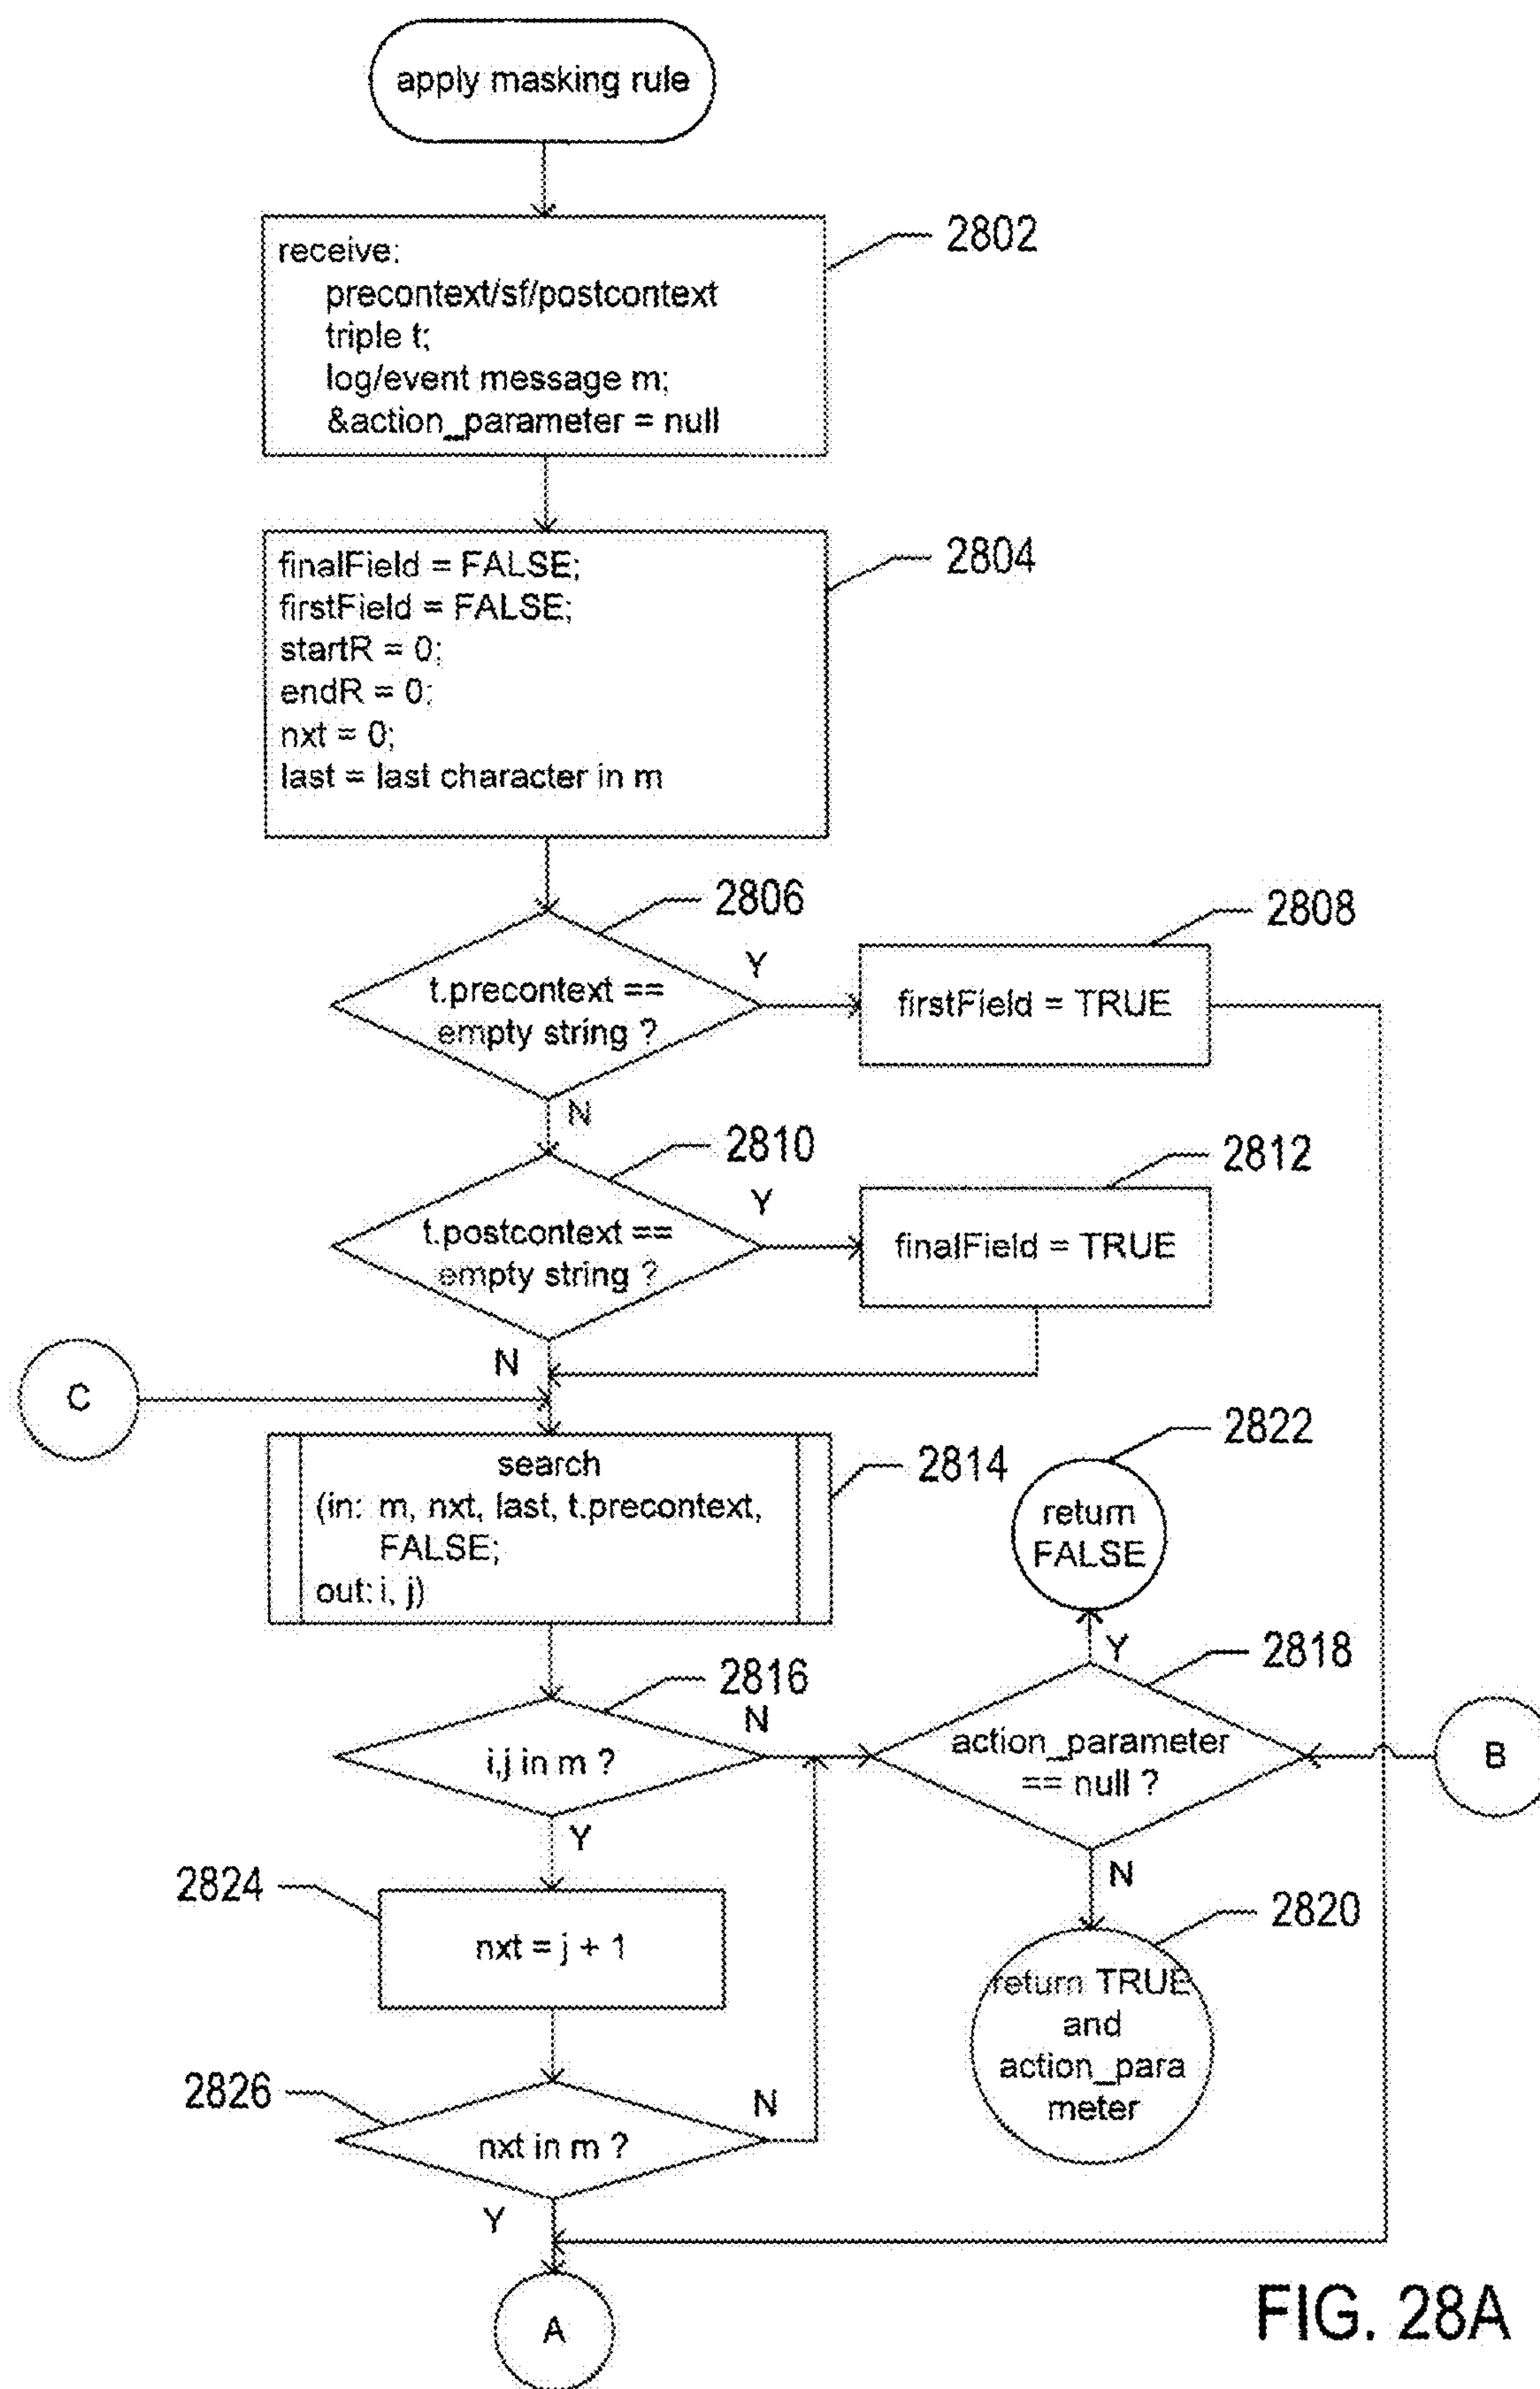 apply masking rule
2802
receive:
precontext/sf/postcontext
triple t;
log/event message m;
&action_parameter = null
2804
finalField = FALSE;
firstField = FALSE;
startR = 0;
endR = 0;
nxt = 0;
last = last character in m
2806
2808
t.precontext ==
empty string ?
Y
firstField = TRUE
N
2810
2812
t.postcontext ==
empty string ?
Y
finalField = TRUE
N
C
2814
search
(in: m, nxt, last, t.precontext,
FALSE;
out: i, j)
2822
return
FALSE
Y
2816
N
i,j in m ?
Y
2818
action_parameter
== null ?
B
N
2824
nxt = j + 1
2820
return TRUE
and
action_para
meter
2826
nxt in m ?
N
Y
A
FIG. 28A